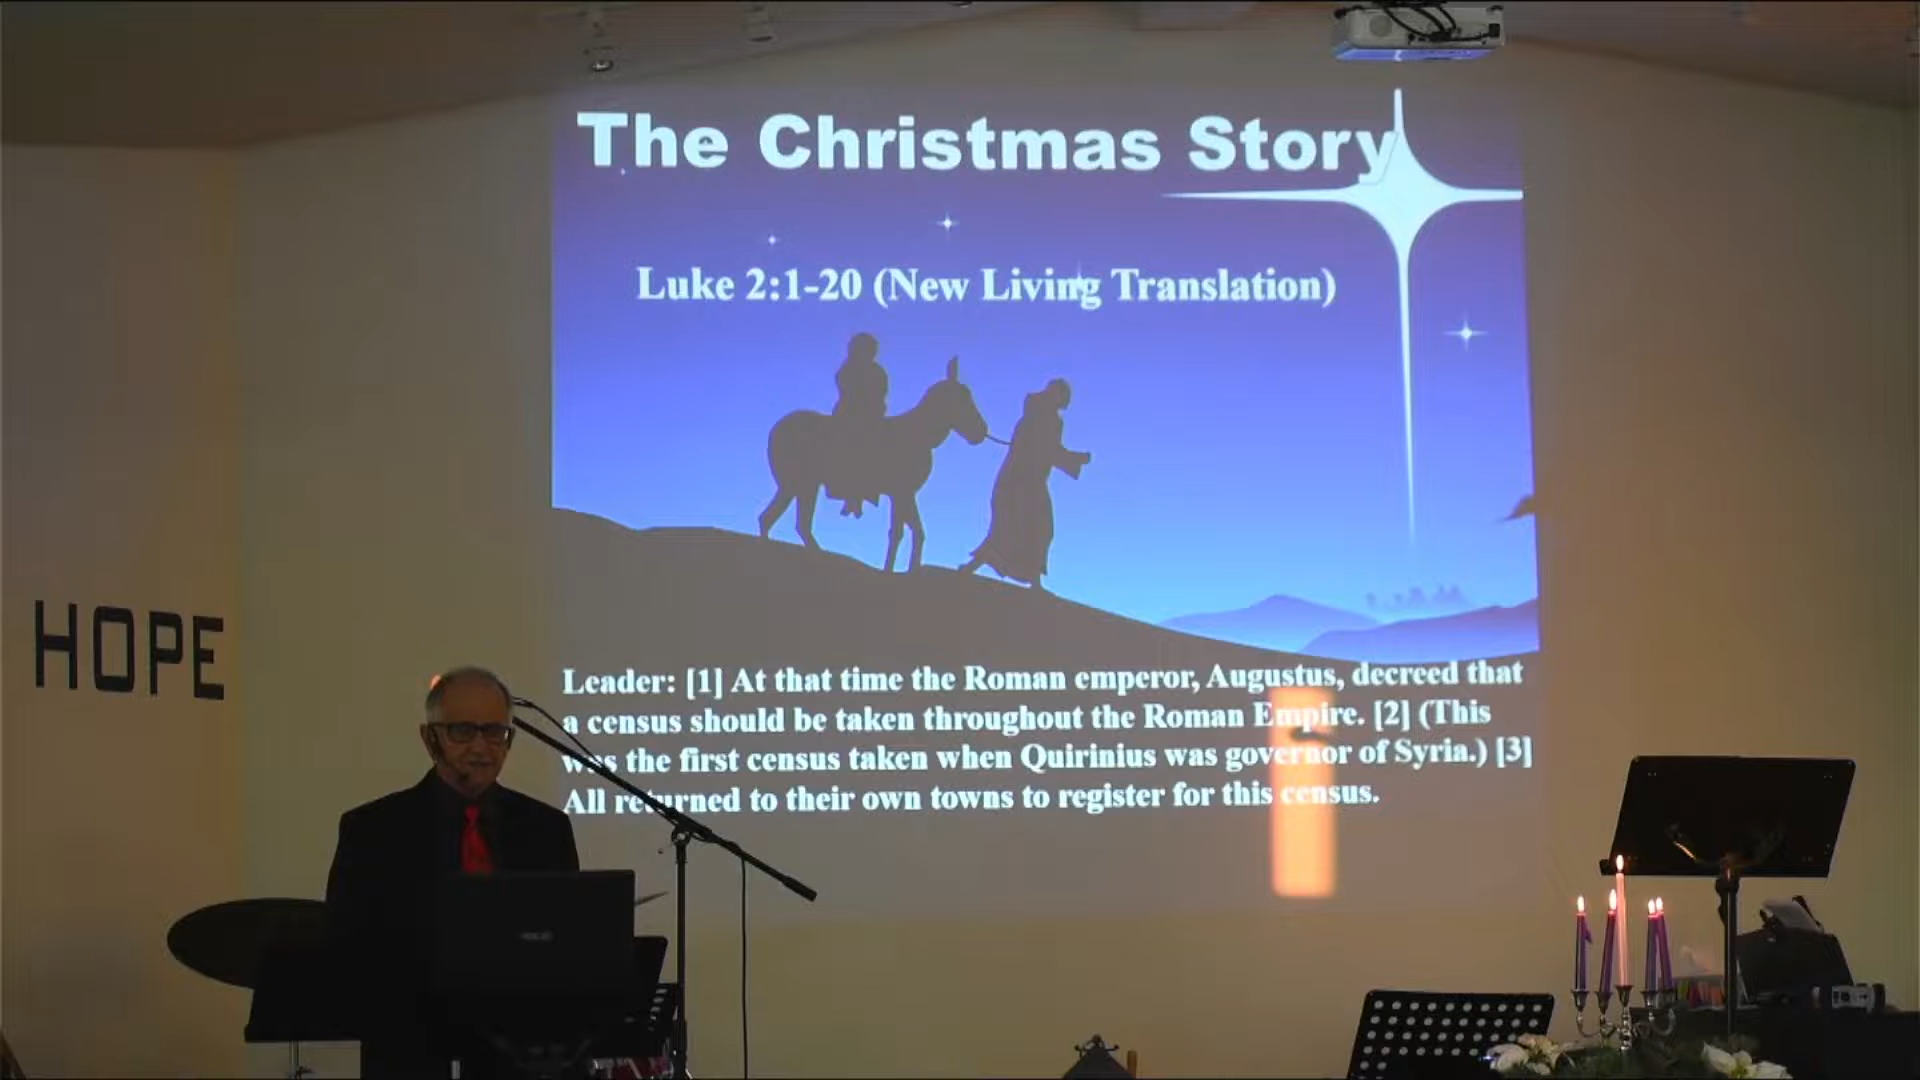 The Christmas Story
Luke 2:1-20 (New Living Translation)
HOPE
Leader: [1] At that time the Roman emperor, Augustus, decreed that
a census should be taken throughout the Roman Empire. [2] (This
was the first census taken when Quirinius was governor of Syria.) [3]
All returned to their own towns to register for this census.